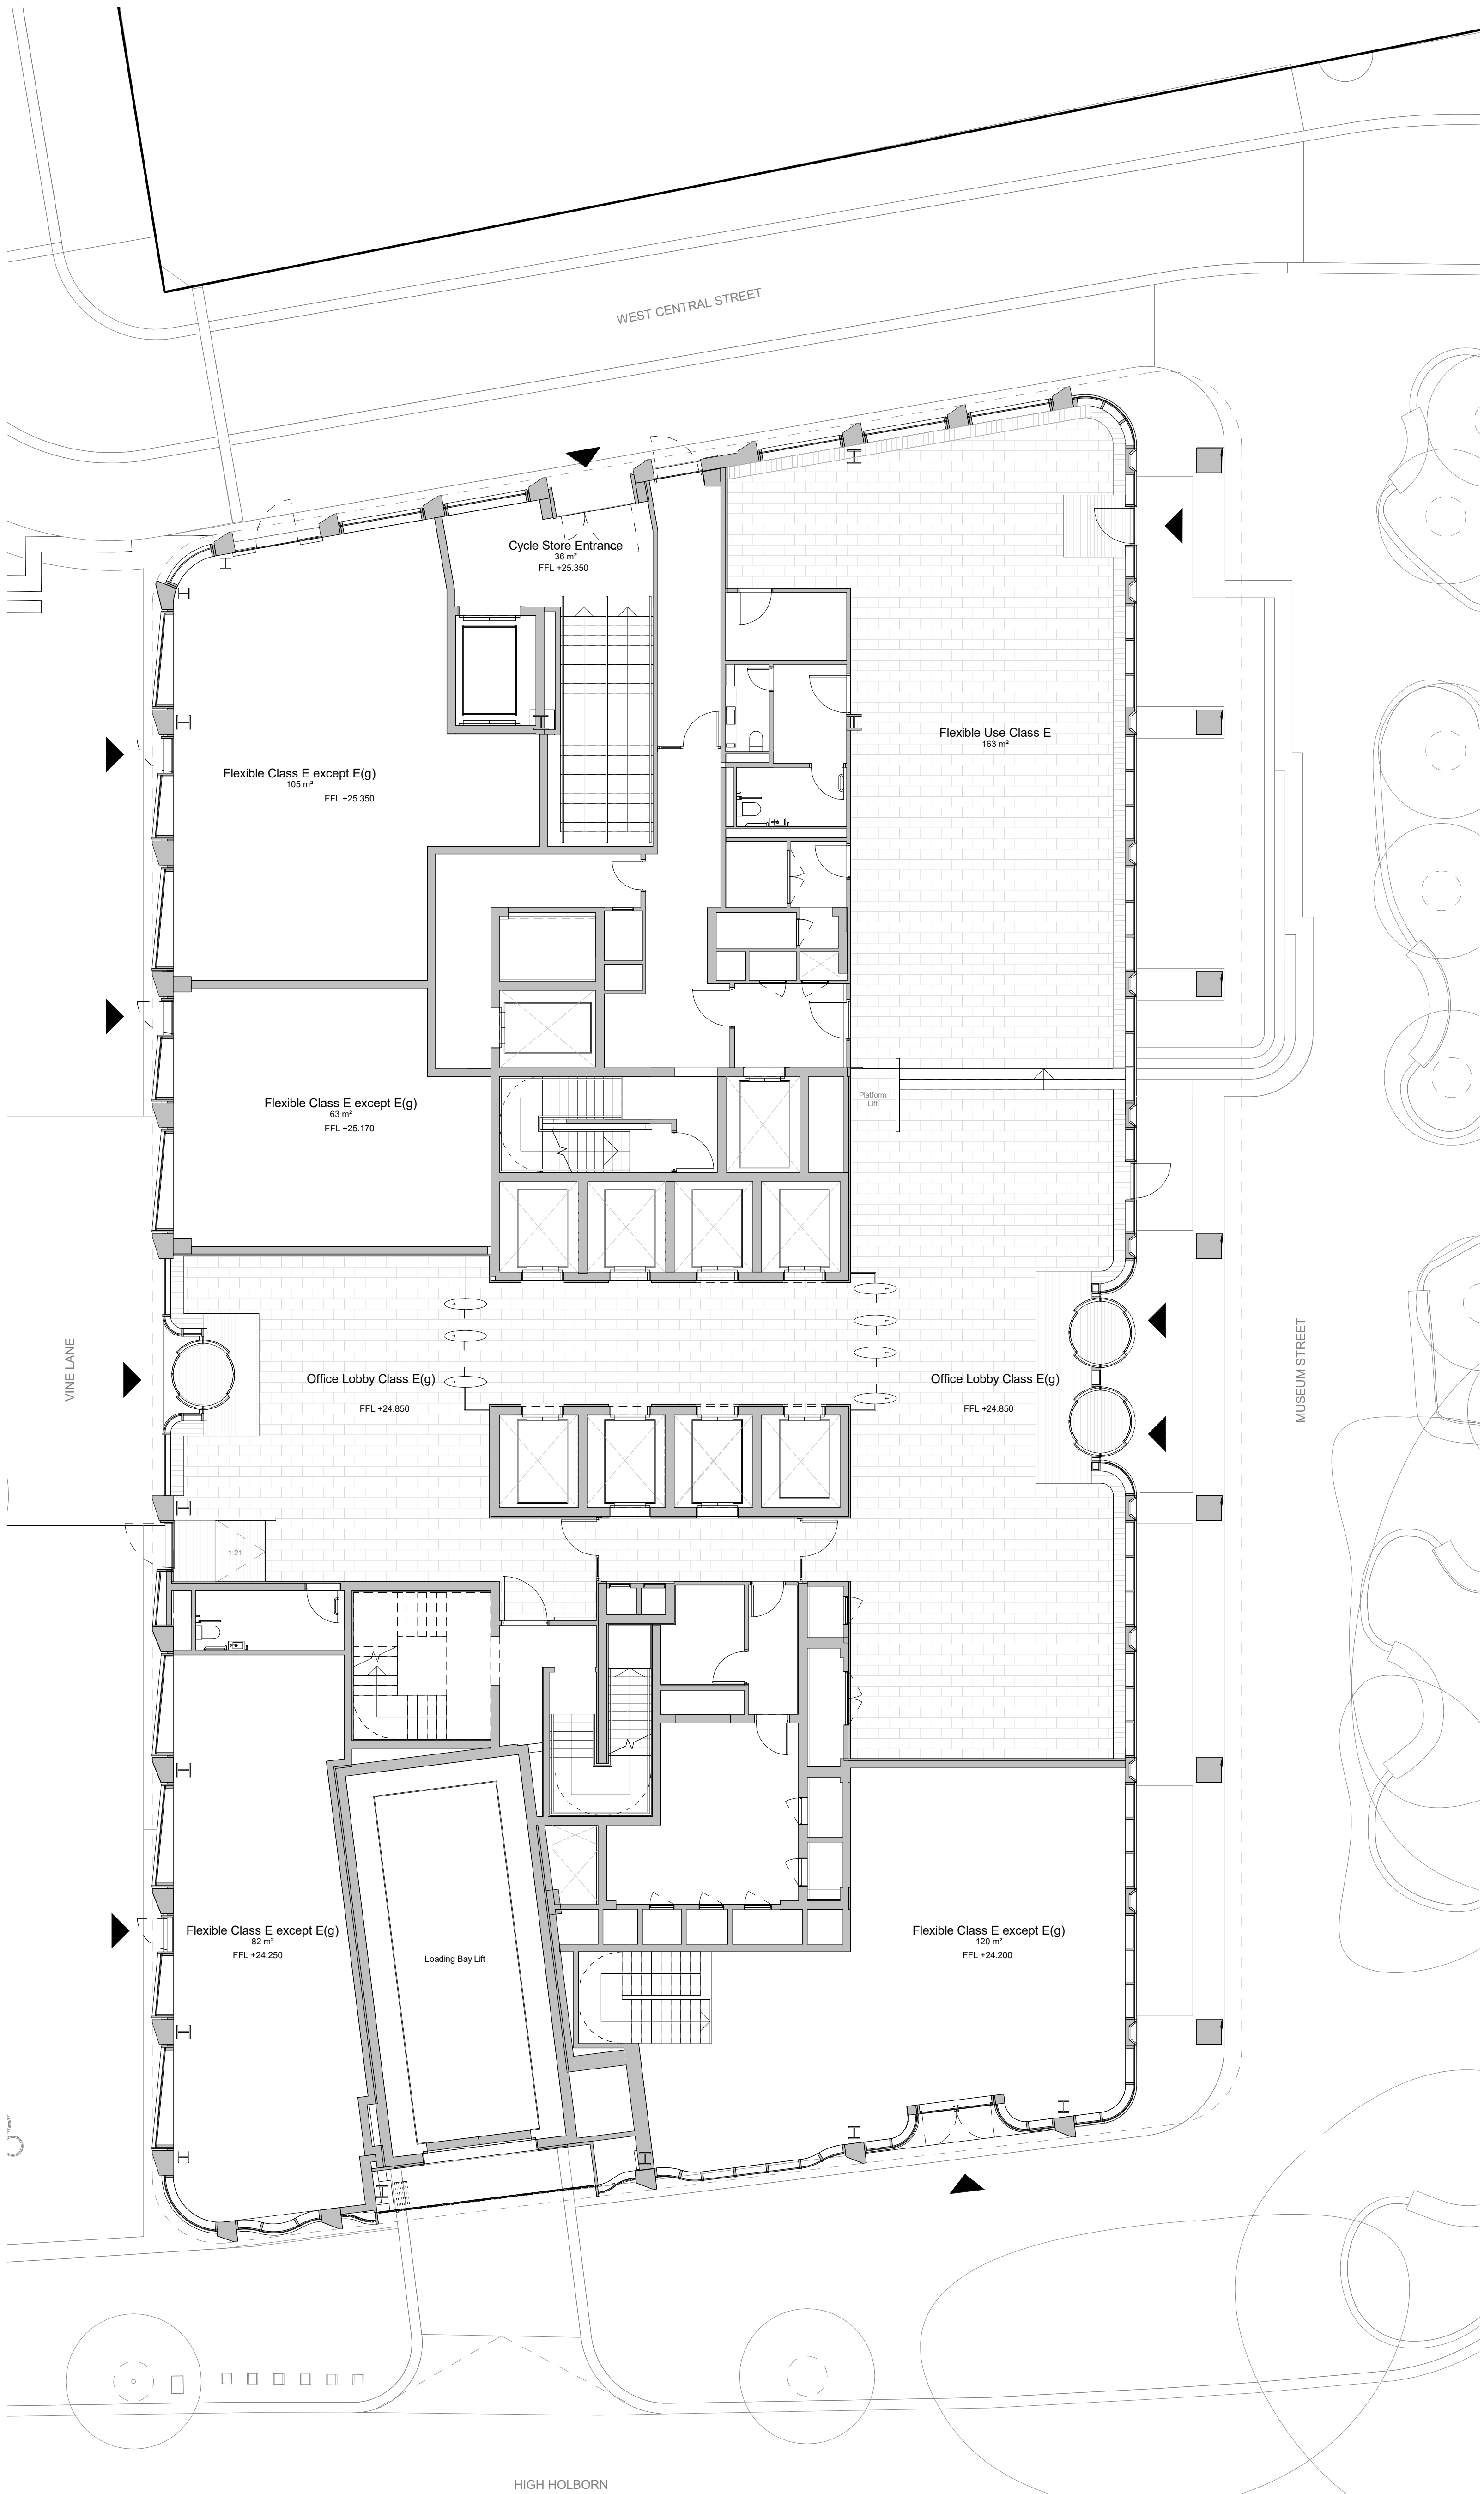 WEST CENTRAL STREET
Cycle Store Entrance
36 m²
FFL +25.350
Flexible Use Class E
163 m²
Flexible Class E except E(g)
105 m²
FFL +25.350
Platform
Lift
Flexible Class E except E(g)
63 m²
FFL +25.170
VINE LANE
Office Lobby Class E(g)
FFL +24.850
Office Lobby Class E(g)
FFL +24.850
MUSEUM STREET
1:21
Flexible Class E except E(g)
82 m²
FFL +24.250
Loading Bay Lift
Flexible Class E except E(g)
120 m²
FFL +24.200
HIGH HOLBORN